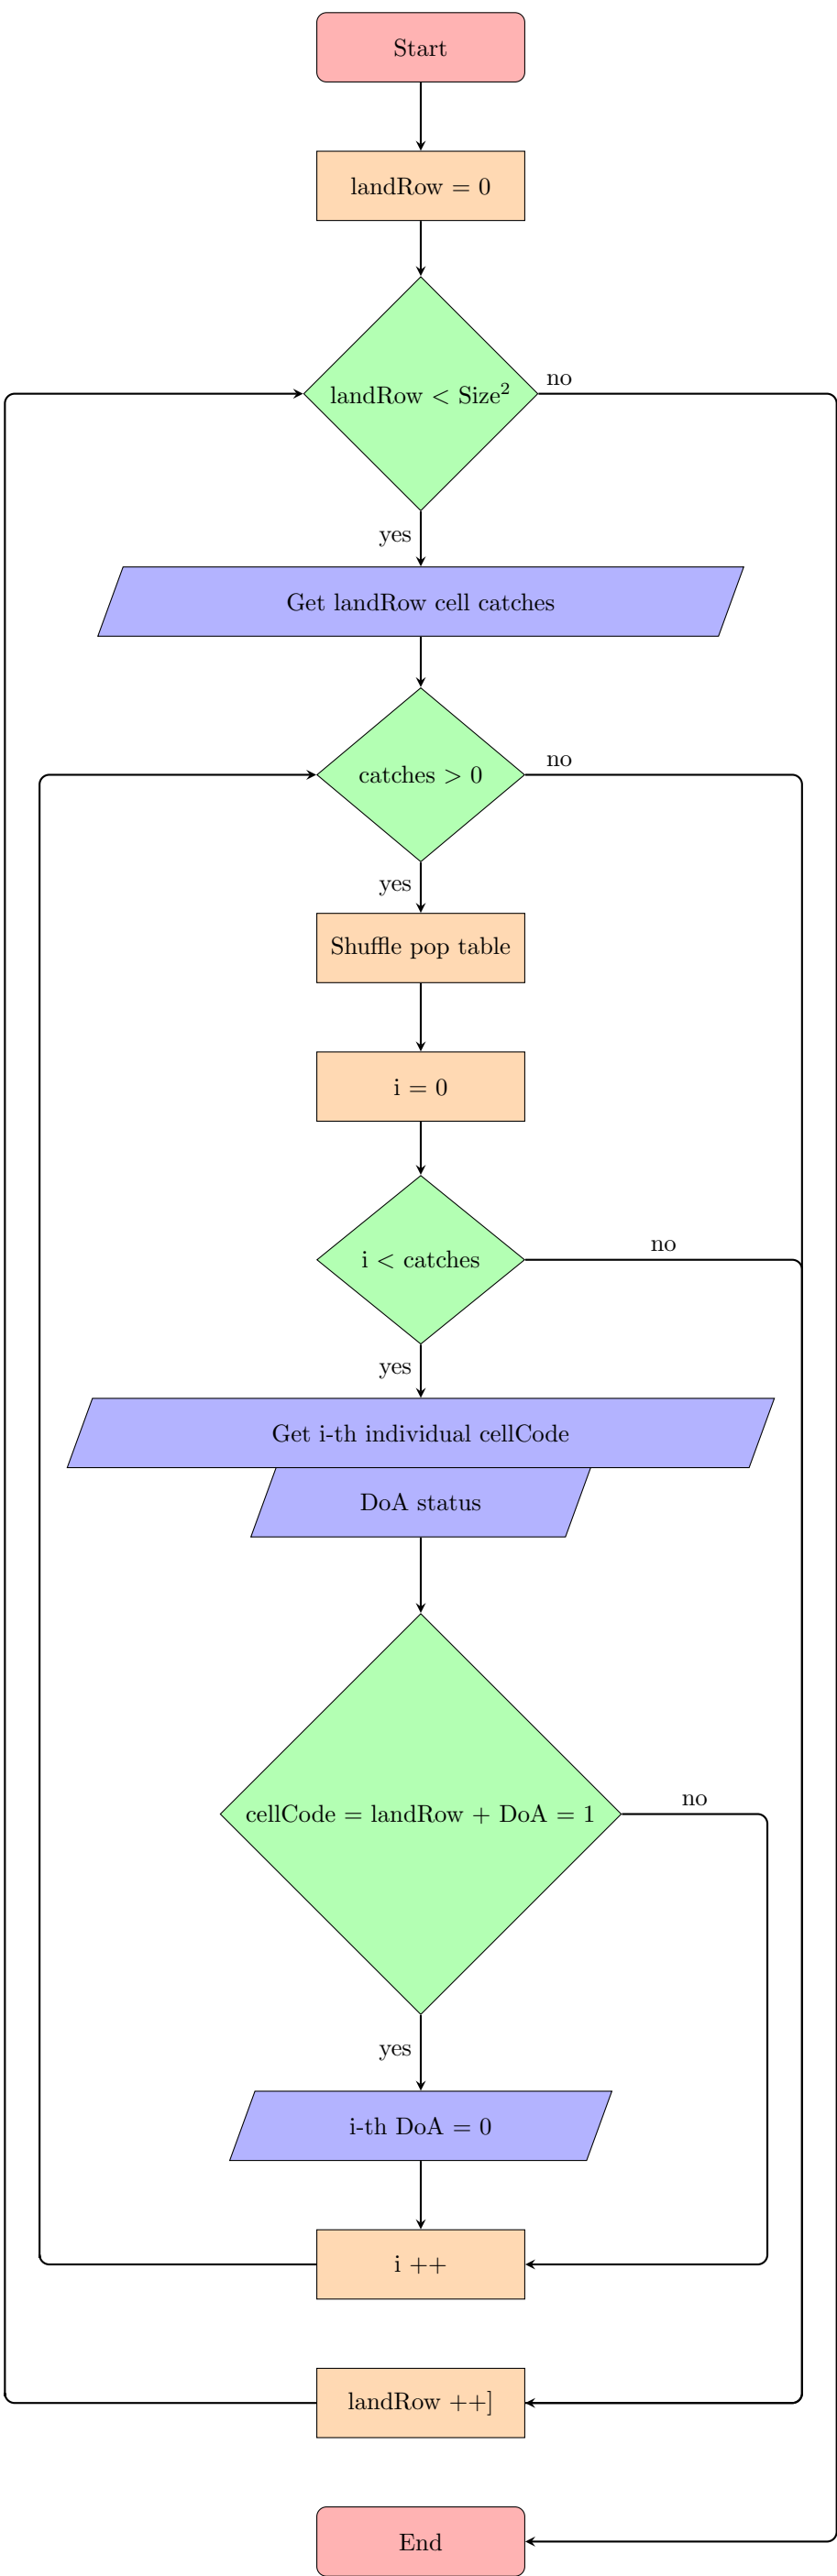 Start
landRow = 0
landRow < Size²
no
yes
Get landRow cell catches
catches > 0
no
yes
Shuffle pop table
i = 0
i < catches
no
yes
Get i-th individual cellCode
DoA status
cellCode = landRow + DoA = 1
no
yes
i-th DoA = 0
i ++
landRow ++]
End